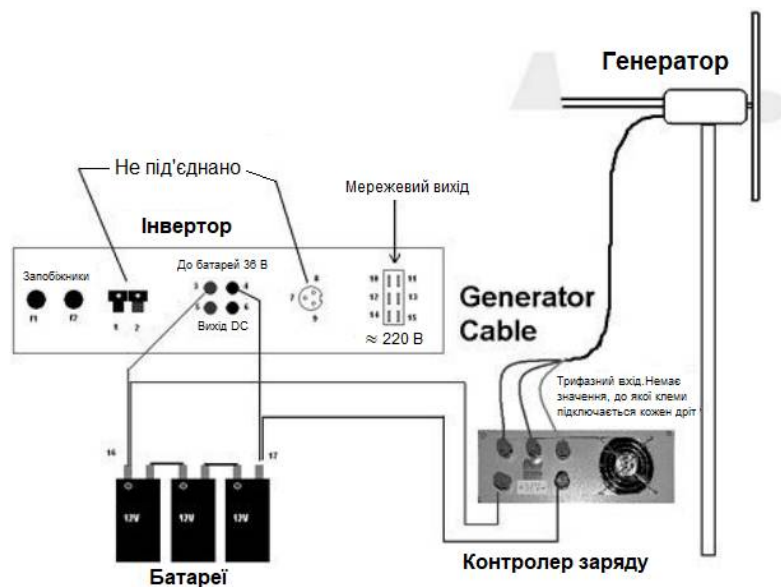 Генератор
Не під'єднано
Мережевий вихід
Інвертор
Запобіжники
До батарей 36 В
3
4
8
10
11
7
12
13
5
6
F1
F2
1
2
Вихід DC
9
14
15
≈ 220 В
Generator
Cable
Трифазний вхід.Немає
значення, до якої клеми
підключається кожен дріт
16
17
12V
12V
12V
Контролер заряду
Батареї